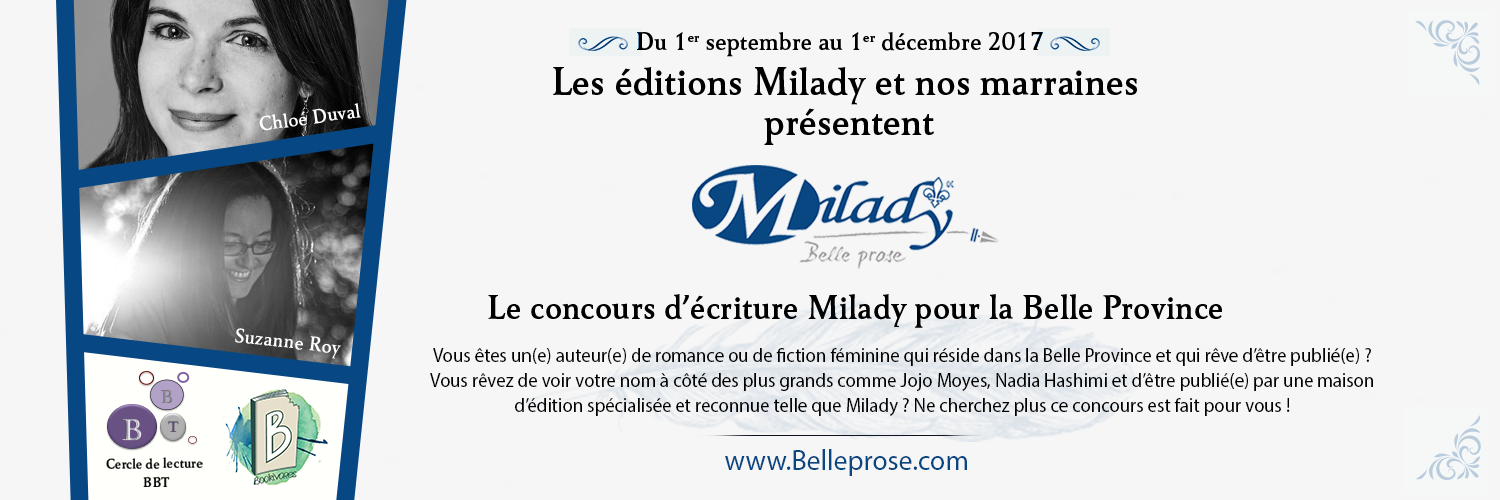 Chloé Duval
Suzanne Roy
B
B
T
Cercle de lecture
BBT
B
Bookivores
Du 1er septembre au 1er décembre 2017
Les éditions Milady et nos marraines
présentent
Milady
Belle prose
Le concours d’écriture Milady pour la Belle Province
Vous êtes un(e) auteur(e) de romance ou de fiction féminine qui réside dans la Belle Province et qui rêve d’être publié(e) ?
Vous rêvez de voir votre nom à côté des plus grands comme Jojo Moyes, Nadia Hashimi et d’être publié(e) par une maison
d’édition spécialisée et reconnue telle que Milady ? Ne cherchez plus ce concours est fait pour vous !
www.Belleprose.com